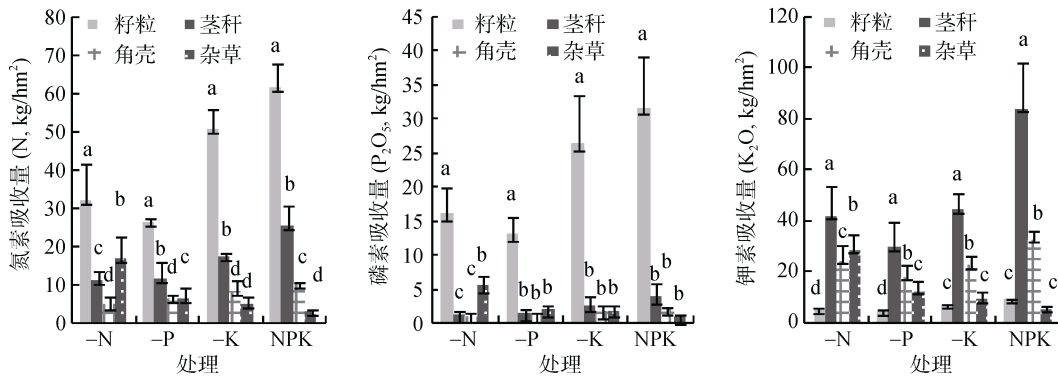 氮素吸收量 (N, kg/hm²)
80
70
60
50
40
30
20
10
0
籽粒 茎秆
角壳 杂草
a c d b
a b d c
a b d d
a b c d
−N −P −K NPK
处理
磷素吸收量 (P₂O₅, kg/hm²)
45
40
35
30
25
20
15
10
5
0
籽粒 茎秆
角壳 杂草
a c c b
a b b b
a b b b
a b b b
−N −P −K NPK
处理
钾素吸收量 (K₂O, kg/hm²)
120
100
80
60
40
20
0
籽粒 茎秆
角壳 杂草
d a c b
d a b c
c a b c
c a b c
−N −P −K NPK
处理